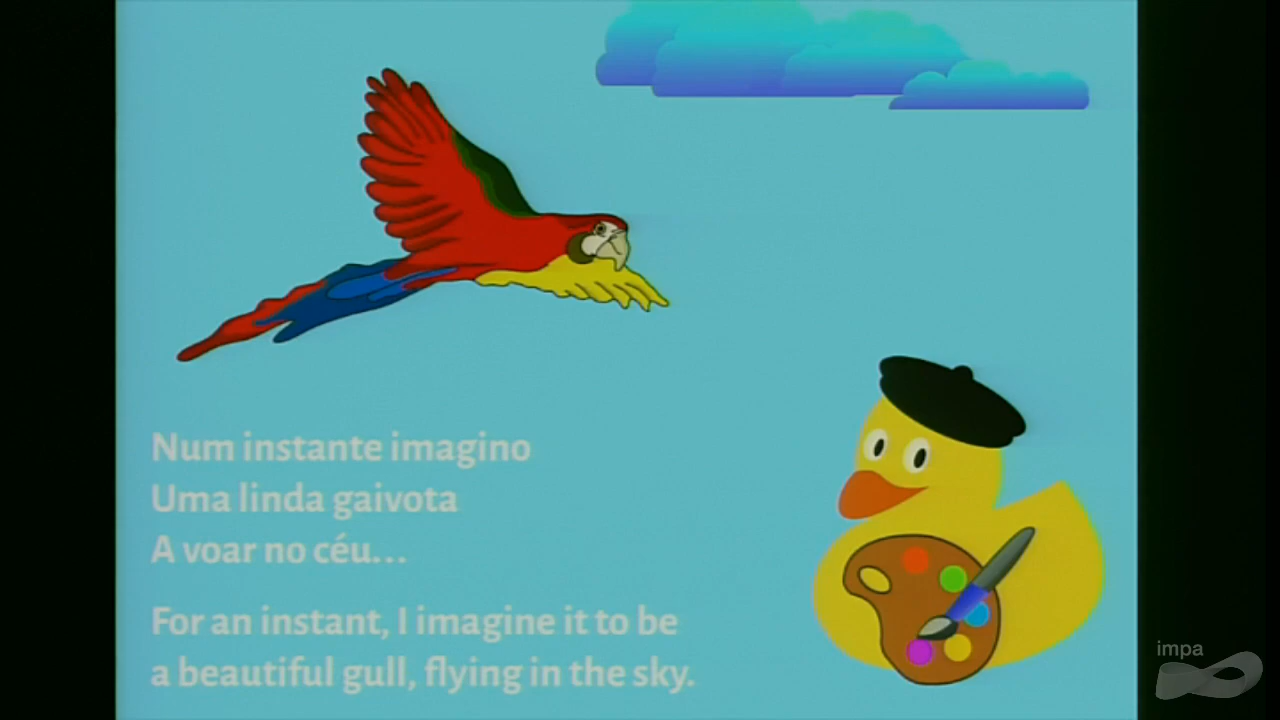 Num instante imagino
Uma linda gaivota
A voar no céu...
For an instant, I imagine it to be
a beautiful gull, flying in the sky.
impa